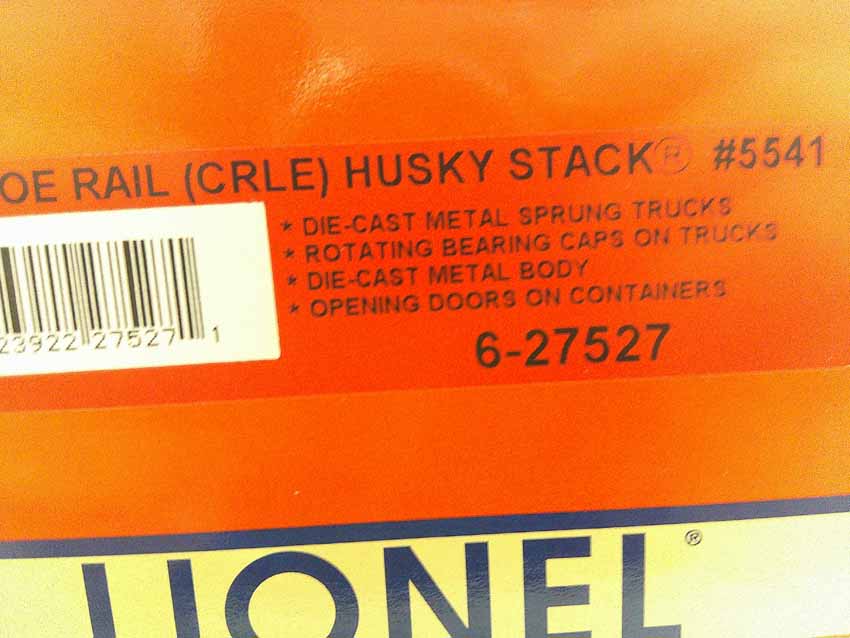 OE RAIL (CRLE) HUSKY STACK® #5541
* DIE-CAST METAL SPRUNG TRUCKS
* ROTATING BEARING CAPS ON TRUCKS
* DIE-CAST METAL BODY
* OPENING DOORS ON CONTAINERS
23922 27527 1
6-27527
LIONEL®